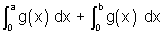 ∫₀ᵃ g(x) dx + ∫₀ᵇ g(x) dx